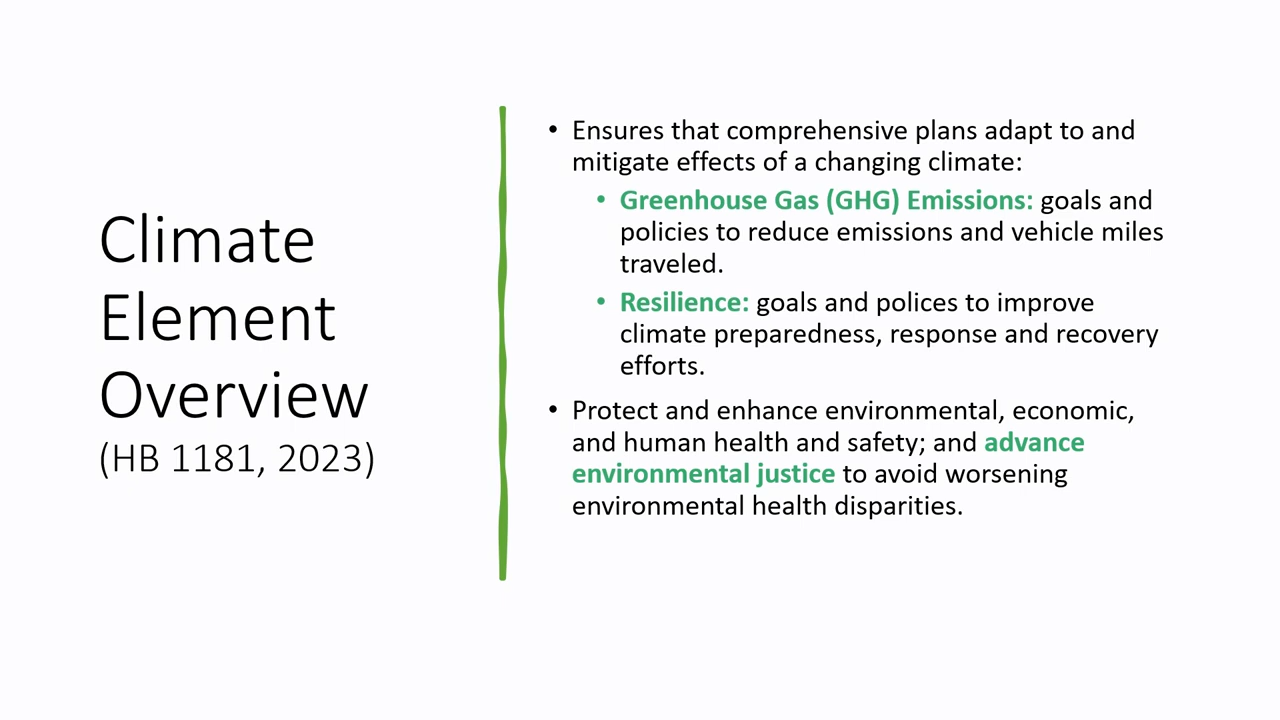 Climate
Element
Overview
(HB 1181, 2023)
• Ensures that comprehensive plans adapt to and
mitigate effects of a changing climate:
• Greenhouse Gas (GHG) Emissions: goals and
policies to reduce emissions and vehicle miles
traveled.
• Resilience: goals and polices to improve
climate preparedness, response and recovery
efforts.
• Protect and enhance environmental, economic,
and human health and safety; and advance
environmental justice to avoid worsening
environmental health disparities.